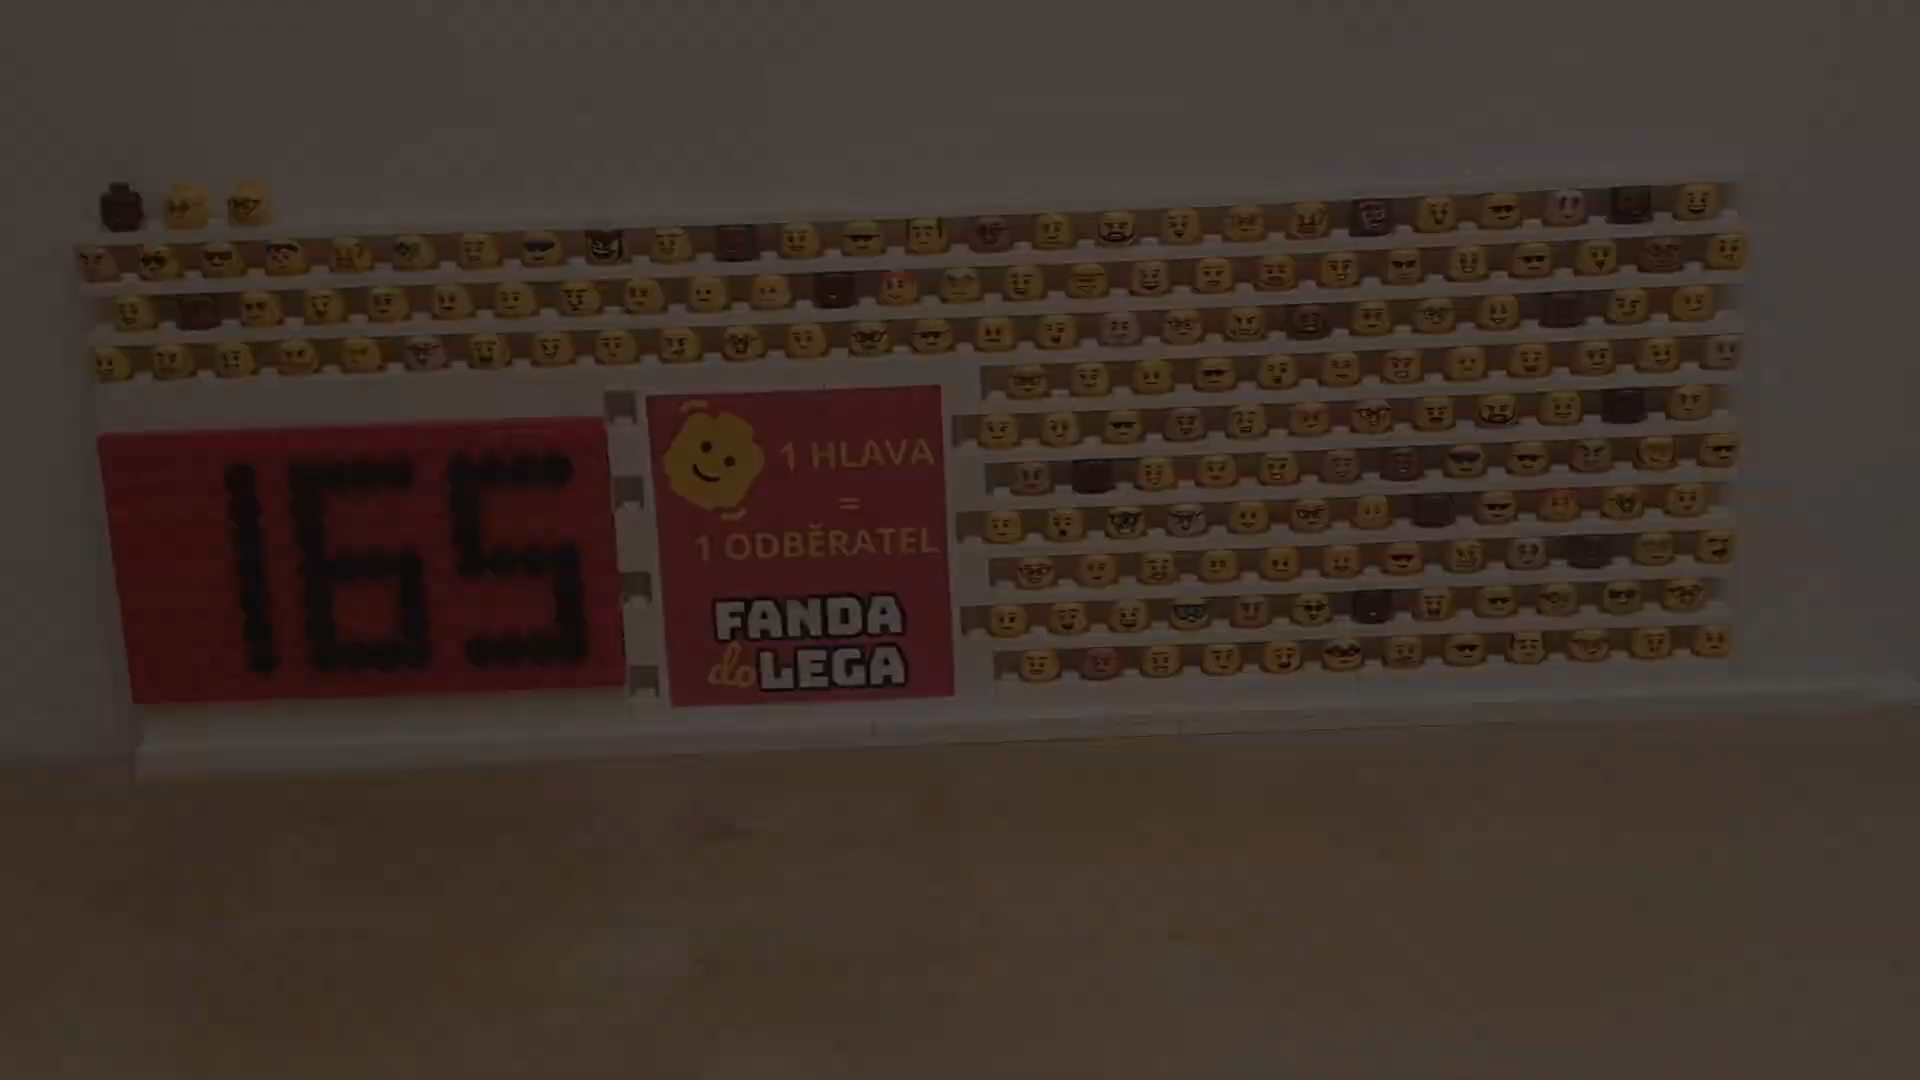 165
1 HLAVA
=
1 ODBĚRATEL
FANDA
do LEGA